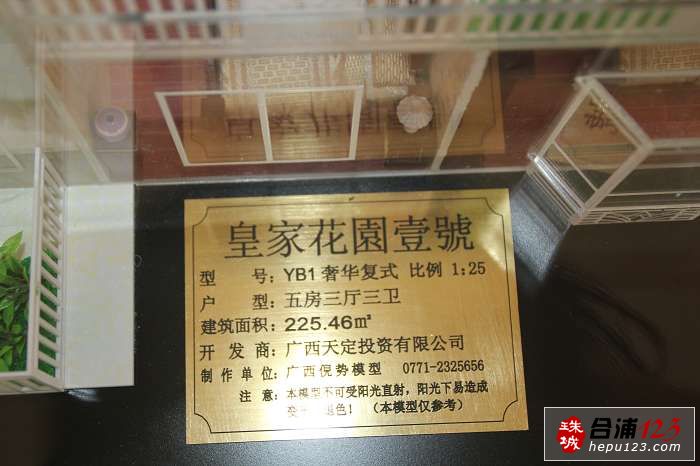 皇家花園壹號
型 号：YB1 奢华复式 比例 1:25
户 型：五房三厅三卫
建筑面积：225.46㎡
开 发 商：广西天定投资有限公司
制 作 单 位：广西倪势模型 0771-2325656
注 意：本模型不可受阳光直射，阳光下易造成
变 色！（本模型仅参考）
珠城 合浦123
hepu123.com